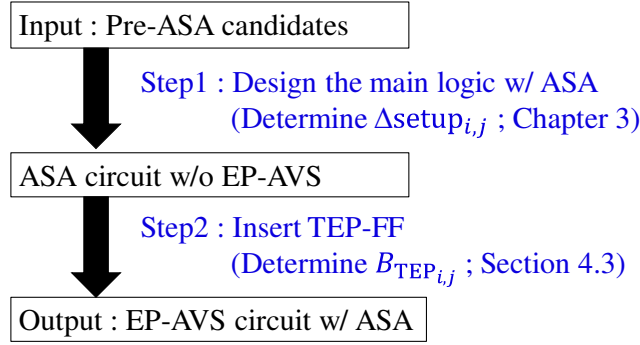 Input : Pre-ASA candidates
Step1 : Design the main logic w/ ASA
(Determine Δsetup_{i,j} ; Chapter 3)
ASA circuit w/o EP-AVS
Step2 : Insert TEP-FF
(Determine B_{TEP_{i,j}} ; Section 4.3)
Output : EP-AVS circuit w/ ASA